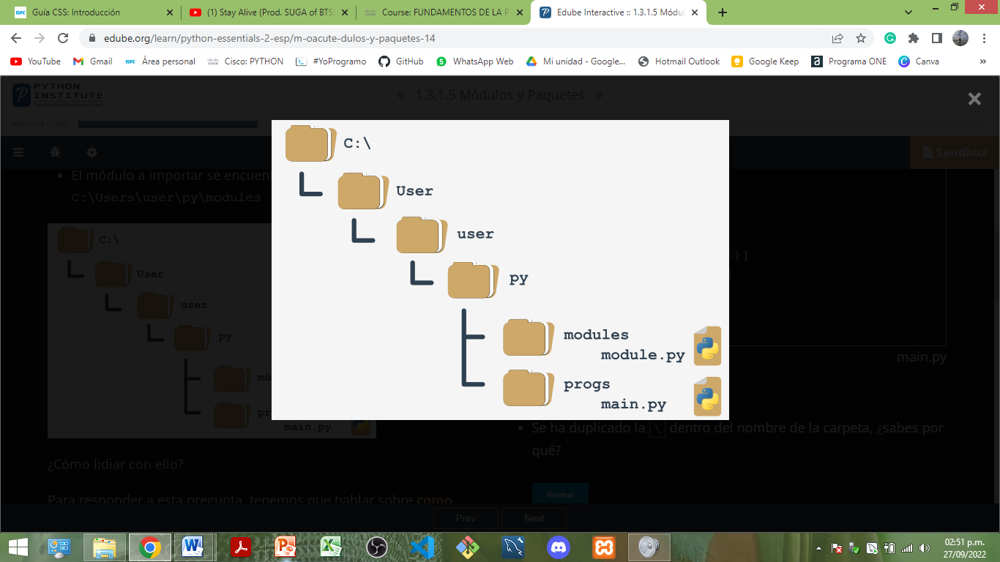 Guía CSS: Introducción
(1) Stay Alive (Prod. SUGA of BTS
Course: FUNDAMENTOS DE LA P
Edube Interactive :: 1.3.1.5 Módul
edube.org/learn/python-essentials-2-esp/m-oacute-dulos-y-paquetes-14
YouTube
Gmail
Área personal
Cisco: PYTHON
#YoProgramo
GitHub
WhatsApp Web
Mi unidad - Google...
Hotmail Outlook
Google Keep
Programa ONE
Canva
»
PYTHON
INSTITUTE
« 1.3.1.5 Módulos y Paquetes »
MODULE (57%)
Sandbox
El módulo a importar se encuen
C:\Users\user\py\modules
C:\
User
user
py
mo
pr
main.py
C:\
User
user
py
modules
module.py
progs
main.py
)]
]
main.py
Se ha duplicado la \ dentro del nombre de la carpeta, ¿sabes por
qué?
Revisar
¿Cómo lidiar con ello?
Para responder a esta pregunta, tenemos que hablar sobre como
Prev
Next
02:51 p.m.
27/09/2022